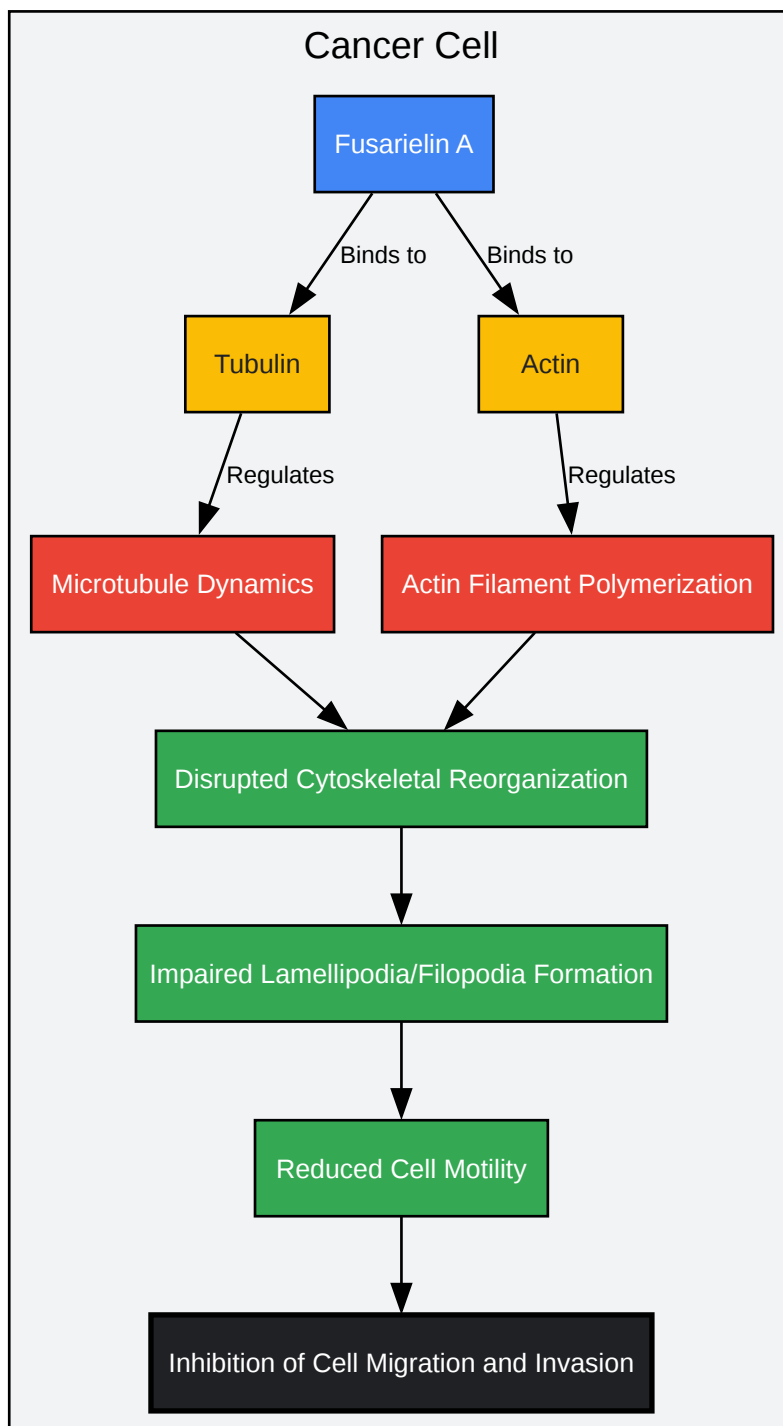 Cancer Cell
Fusarielin A
Binds to
Binds to
Tubulin
Actin
Regulates
Regulates
Microtubule Dynamics
Actin Filament Polymerization
Disrupted Cytoskeletal Reorganization
Impaired Lamellipodia/Filopodia Formation
Reduced Cell Motility
Inhibition of Cell Migration and Invasion